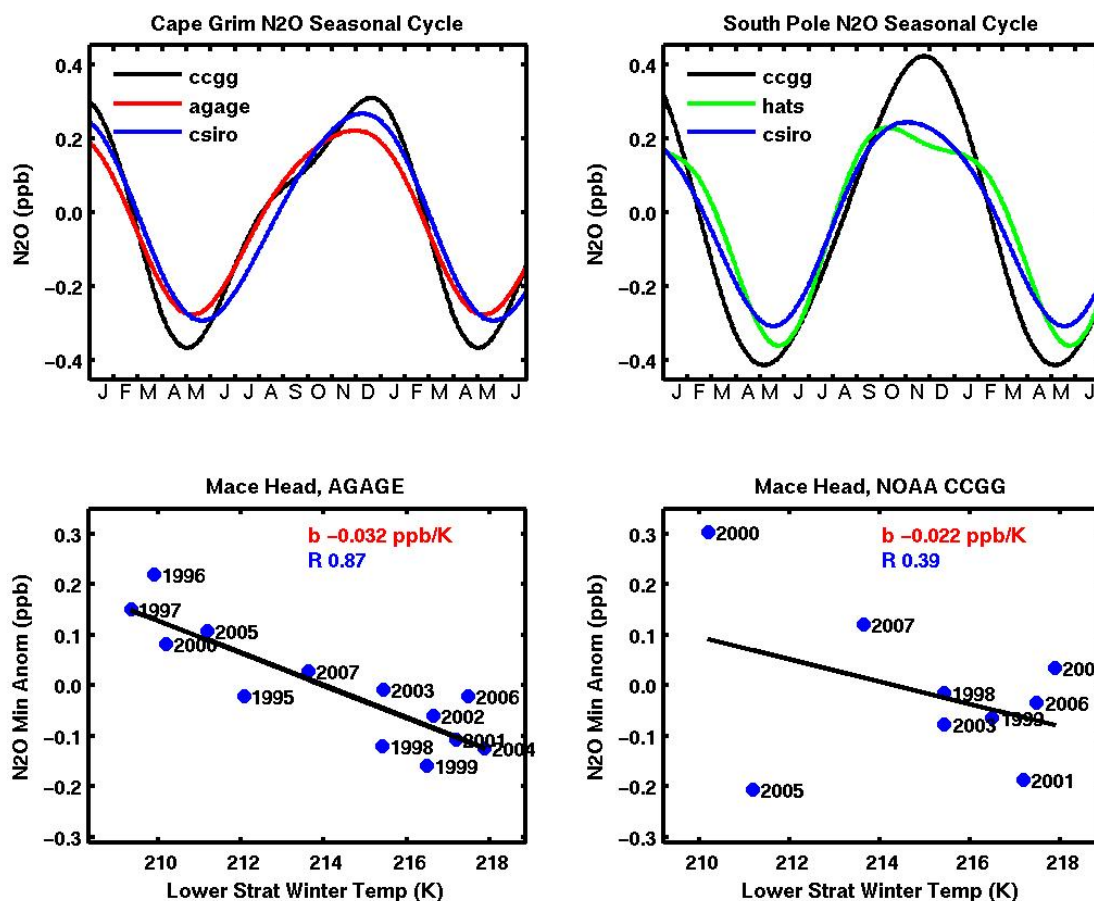 Cape Grim N2O Seasonal Cycle
0.4
0.2
0.0
−0.2
−0.4
N2O (ppb)
ccgg
agage
csiro
J F M A M J J A S O N D J F M A M J
South Pole N2O Seasonal Cycle
0.4
0.2
0.0
−0.2
−0.4
N2O (ppb)
ccgg
hats
csiro
J F M A M J J A S O N D J F M A M J
Mace Head, AGAGE
0.3
0.2
0.1
0.0
−0.1
−0.2
−0.3
N2O Min Anom (ppb)
b −0.032 ppb/K
R 0.87
1996
1997
2000
2005
2007
1995
2003
2006
2002
1998
2001
2004
1999
210 212 214 216 218
Lower Strat Winter Temp (K)
Mace Head, NOAA CCGG
0.3
0.2
0.1
0.0
−0.1
−0.2
−0.3
N2O Min Anom (ppb)
b −0.022 ppb/K
R 0.39
2000
2007
200
1998
2006
1999
2003
2001
2005
210 212 214 216 218
Lower Strat Winter Temp (K)